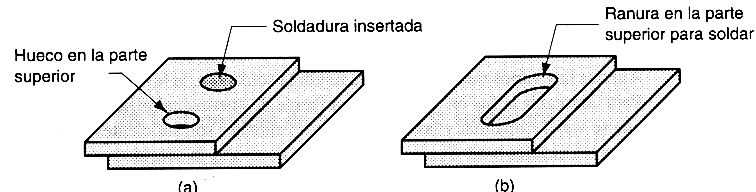 Soldadura insertada
Hueco en la parte
superior
Ranura en la parte
superior para soldar
(a)
(b)